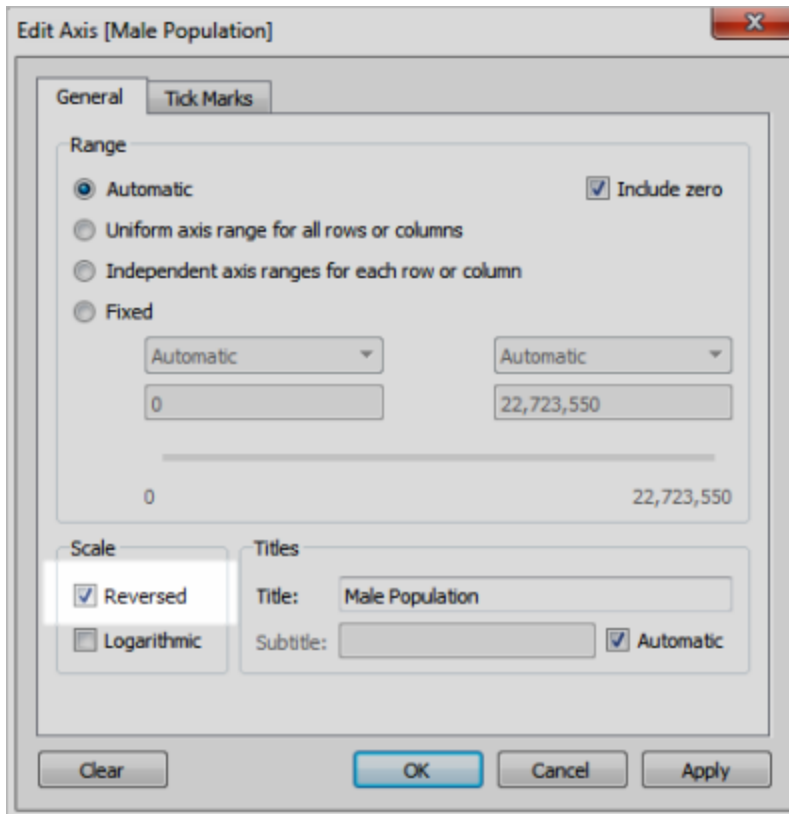 Edit Axis [Male Population]
General Tick Marks
Range
Automatic Include zero
Uniform axis range for all rows or columns
Independent axis ranges for each row or column
Fixed
Automatic Automatic
0 22,723,550
0 22,723,550
Scale Titles
Reversed Title: Male Population
Logarithmic Subtitle: Automatic
Clear OK Cancel Apply